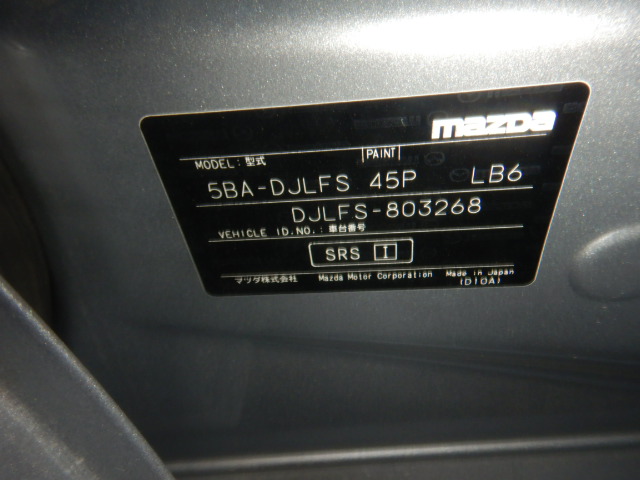 mazda
MODEL：型式 PAINT
5BA-DJLFS 45P LB6
DJLFS-803268
VEHICLE ID.NO.：車台番号
SRS I
マツダ株式会社 Mazda Motor Corporation Made in Japan
(D10A)